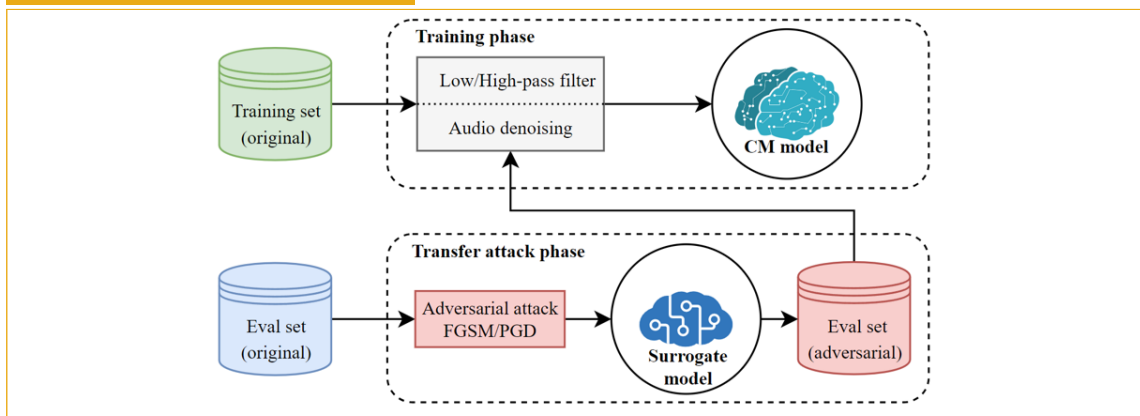 Training phase
Training set
(original)
Low/High-pass filter
Audio denoising
CM model
Transfer attack phase
Eval set
(original)
Adversarial attack
FGSM/PGD
Surrogate
model
Eval set
(adversarial)